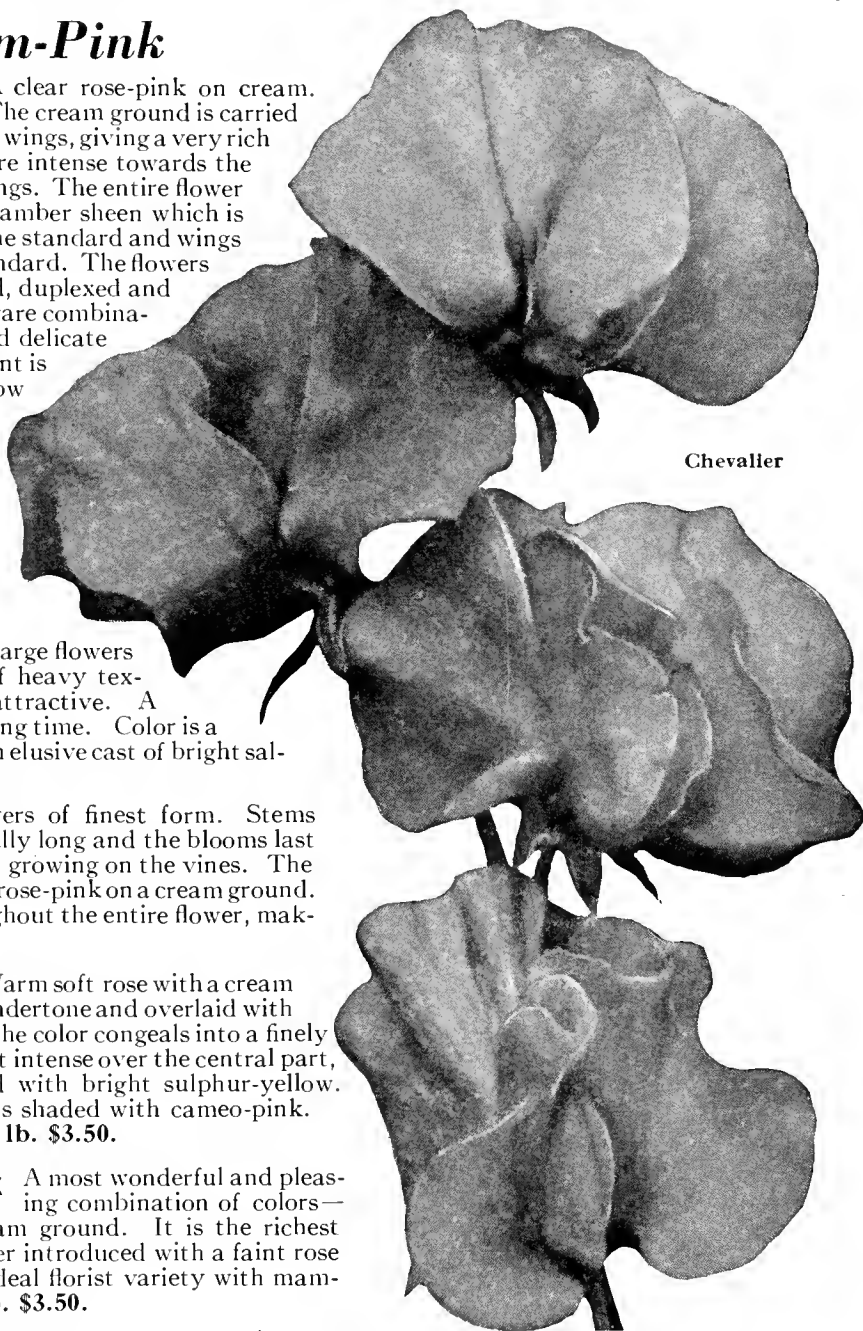 m-Pink
clear rose-pink on cream.
The cream ground is carried
wings, giving a very rich
re intense towards the
ngs. The entire flower
amber sheen which is
he standard and wings
ndard. The flowers
d, duplexed and
rare combina-
d delicate
nt is
ow
Chevalier
arge flowers
f heavy tex-
attractive. A
ng time. Color is a
n elusive cast of bright sal-
ers of finest form. Stems
lly long and the blooms last
growing on the vines. The
rose-pink on a cream ground.
ghout the entire flower, mak-
Warm soft rose with a cream
ndertone and overlaid with
he color congeals into a finely
t intense over the central part,
d with bright sulphur-yellow.
s shaded with cameo-pink.
lb. $3.50.
A most wonderful and pleas-
ing combination of colors—
am ground. It is the richest
er introduced with a faint rose
deal florist variety with mam-
. $3.50.